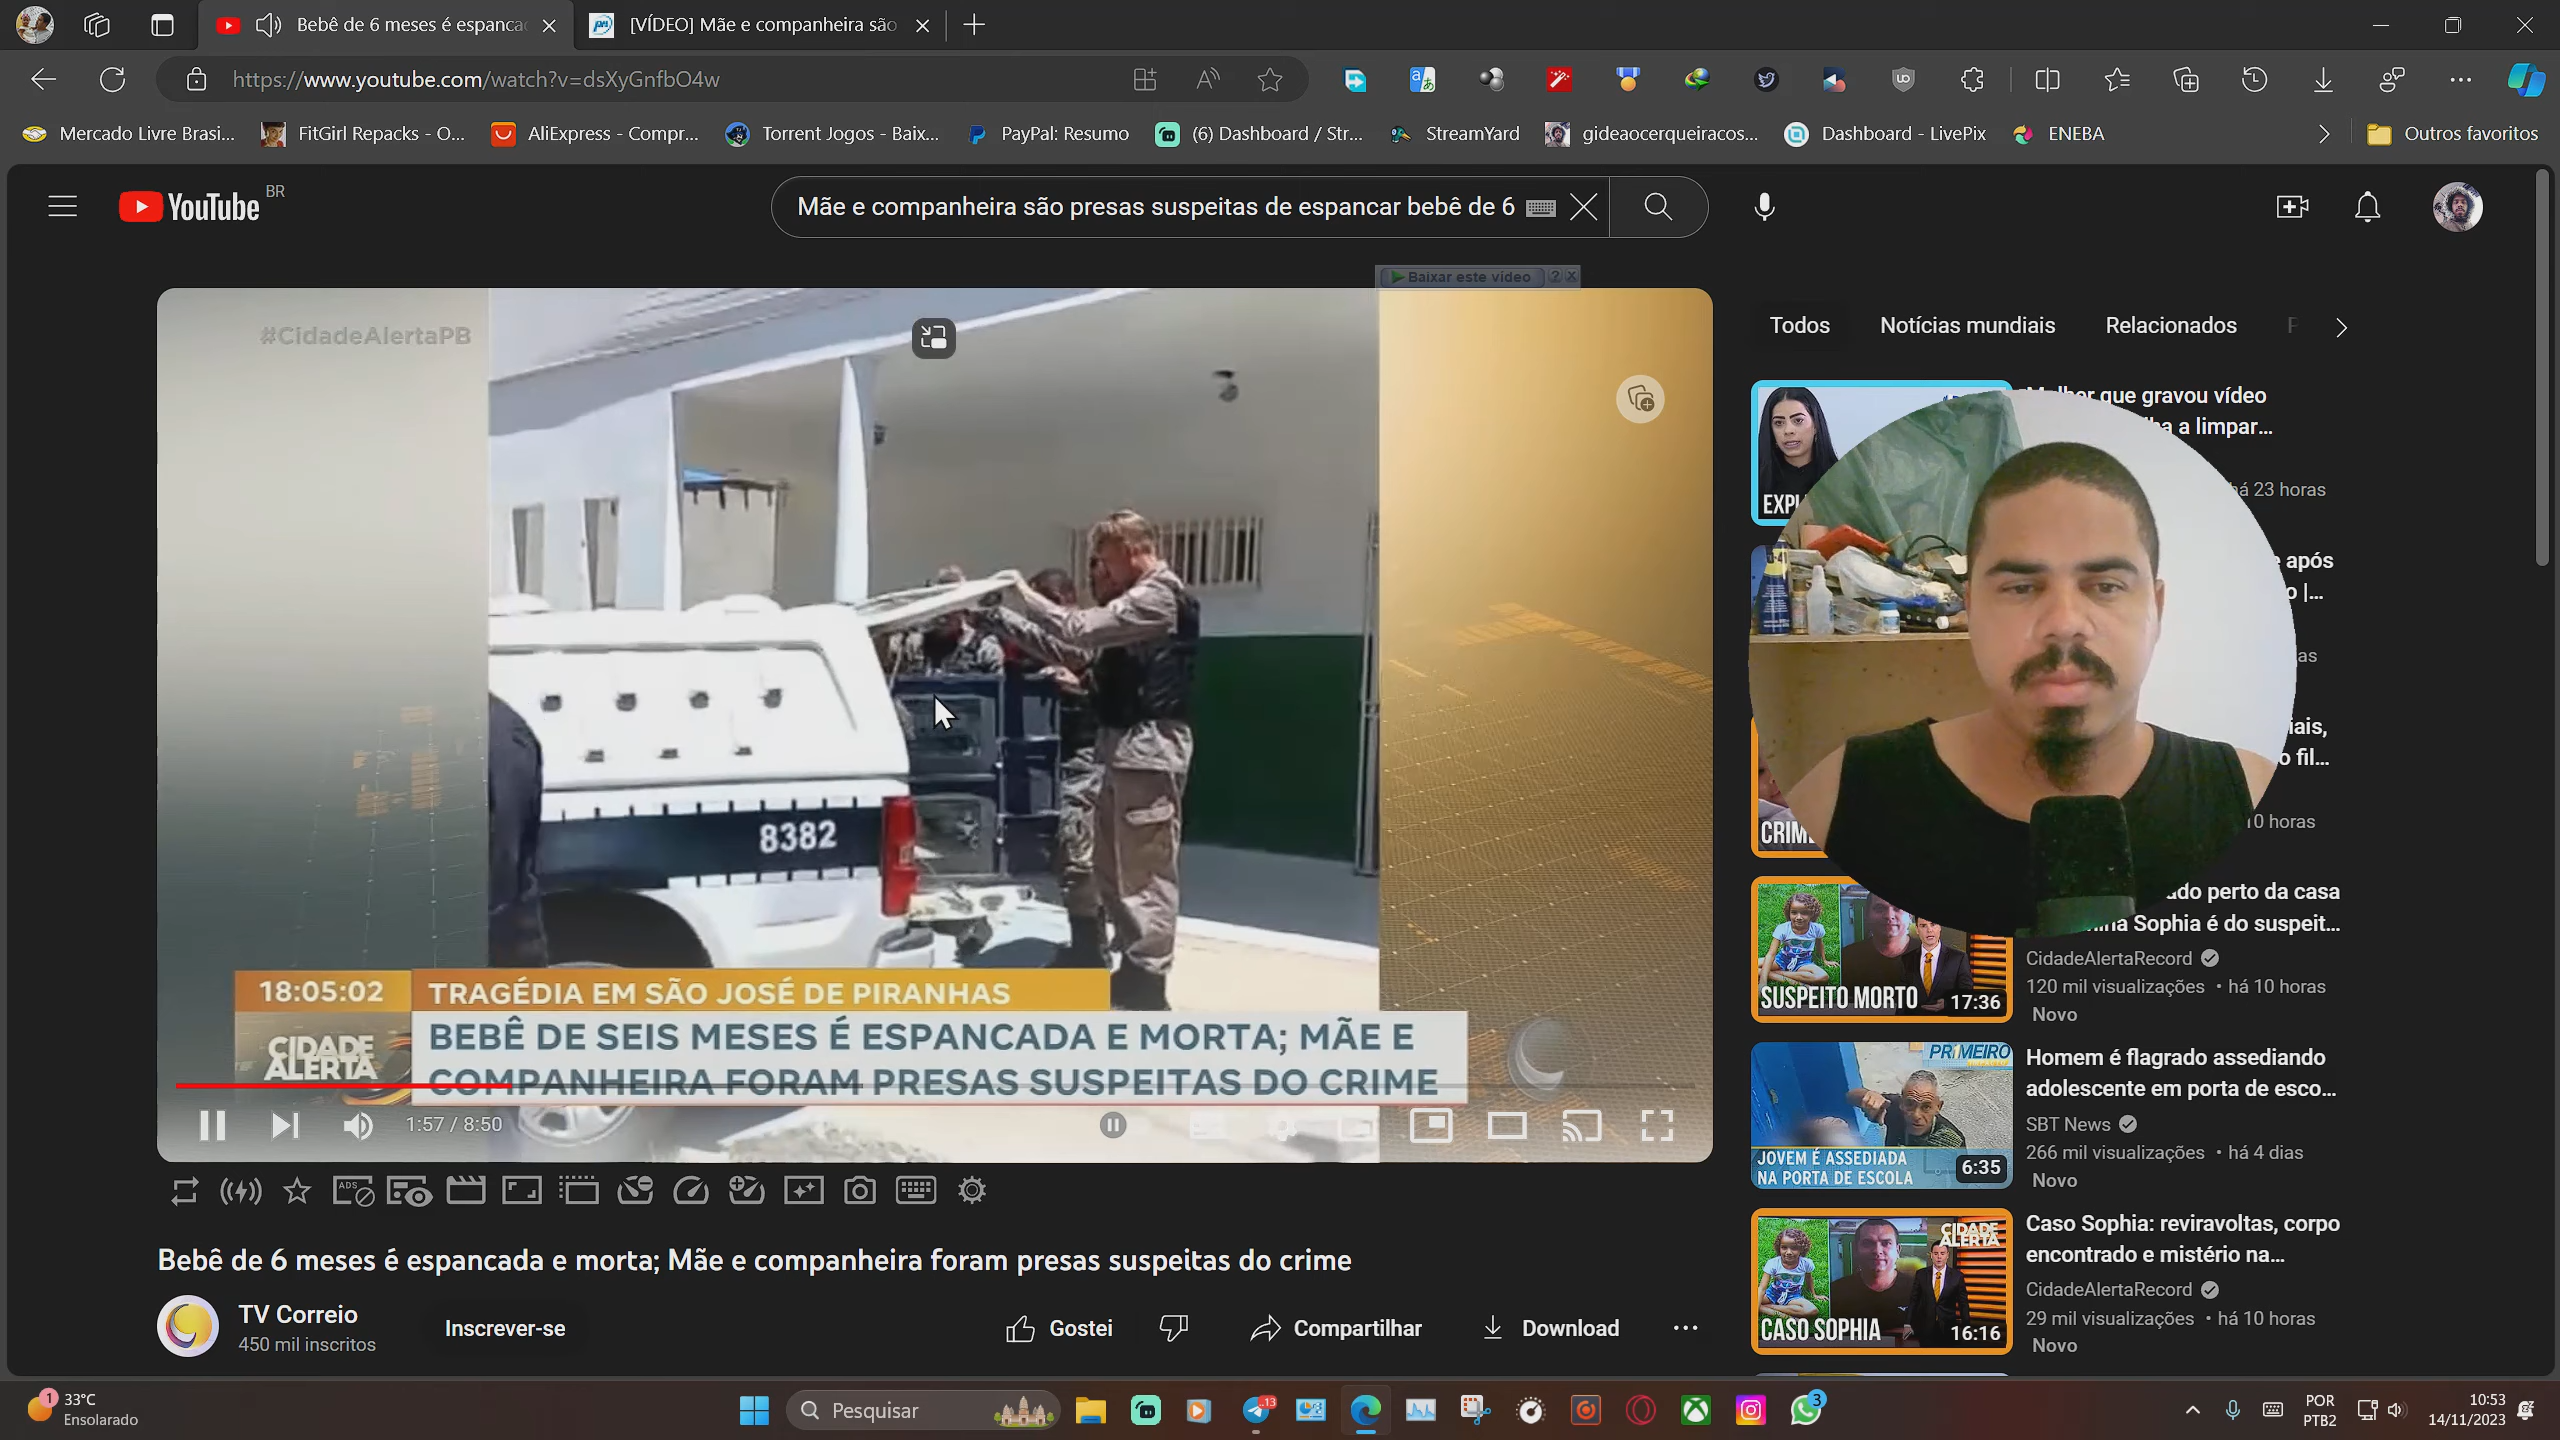 Bebê de 6 meses é espanca
[VÍDEO] Mãe e companheira são
https://www.youtube.com/watch?v=dsXyGnfbO4w
Mercado Livre Brasi...
FitGirl Repacks - O...
AliExpress - Compr...
Torrent Jogos - Baix...
PayPal: Resumo
(6) Dashboard / Str...
StreamYard
gideaocerqueiracos...
Dashboard - LivePix
ENEBA
Outros favoritos
YouTube
BR
Mãe e companheira são presas suspeitas de espancar bebê de 6
Baixar este vídeo
#CidadeAlertaPB
8382
18:05:02
TRAGÉDIA EM SÃO JOSÉ DE PIRANHAS
CIDADE ALERTA
BEBÊ DE SEIS MESES É ESPANCADA E MORTA; MÃE E
COMPANHEIRA FORAM PRESAS SUSPEITAS DO CRIME
1:57 / 8:50
ADS
Bebê de 6 meses é espancada e morta; Mãe e companheira foram presas suspeitas do crime
TV Correio
450 mil inscritos
Inscrever-se
Gostei
Compartilhar
Download
Todos
Notícias mundiais
Relacionados
que gravou vídeo
a limpar...
há 23 horas
EXPL
após
o |...
as
iais,
o fil...
10 horas
CRIM
do perto da casa
Sophia é do suspeit...
CidadeAlertaRecord
120 mil visualizações • há 10 horas
Novo
SUSPEITO MORTO
17:36
Homem é flagrado assediando
adolescente em porta de esco...
SBT News
266 mil visualizações • há 4 dias
Novo
PRIMEIRO
JOVEM É ASSEDIADA
NA PORTA DE ESCOLA
6:35
Caso Sophia: reviravoltas, corpo
encontrado e mistério na...
CidadeAlertaRecord
29 mil visualizações • há 10 horas
Novo
CIDADE ALERTA
CASO SOPHIA
16:16
1
33°C
Ensolarado
Pesquisar
13
3
POR
PTB2
10:53
14/11/2023